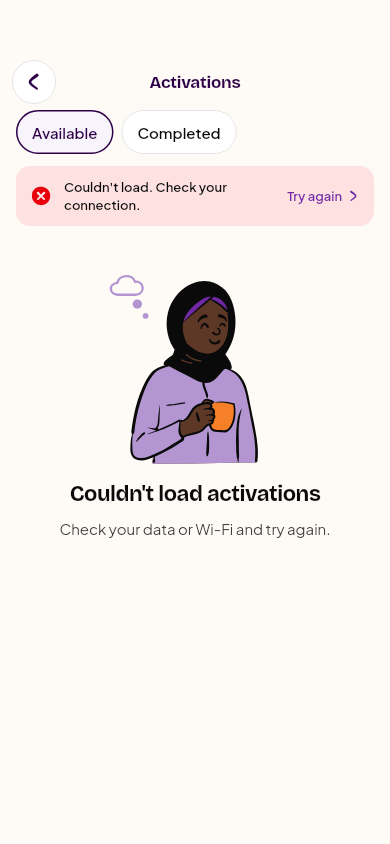 Activations
Available
Completed
Couldn't load. Check your
connection.
Try again
Couldn't load activations
Check your data or Wi-Fi and try again.